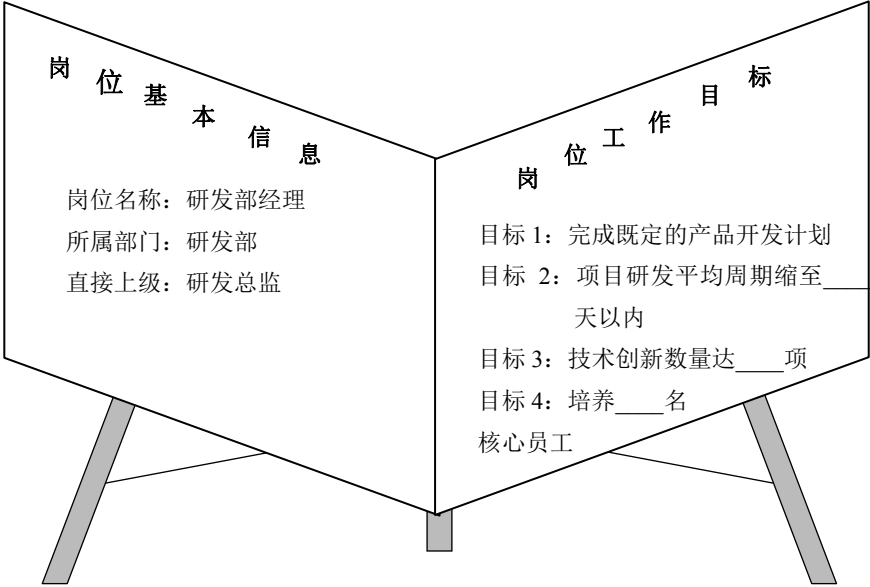 岗位基本信息
岗位名称：研发部经理
所属部门：研发部
直接上级：研发总监
岗位工作目标
目标 1：完成既定的产品开发计划
目标 2：项目研发平均周期缩至____
天以内
目标 3：技术创新数量达____项
目标 4：培养____名
核心员工